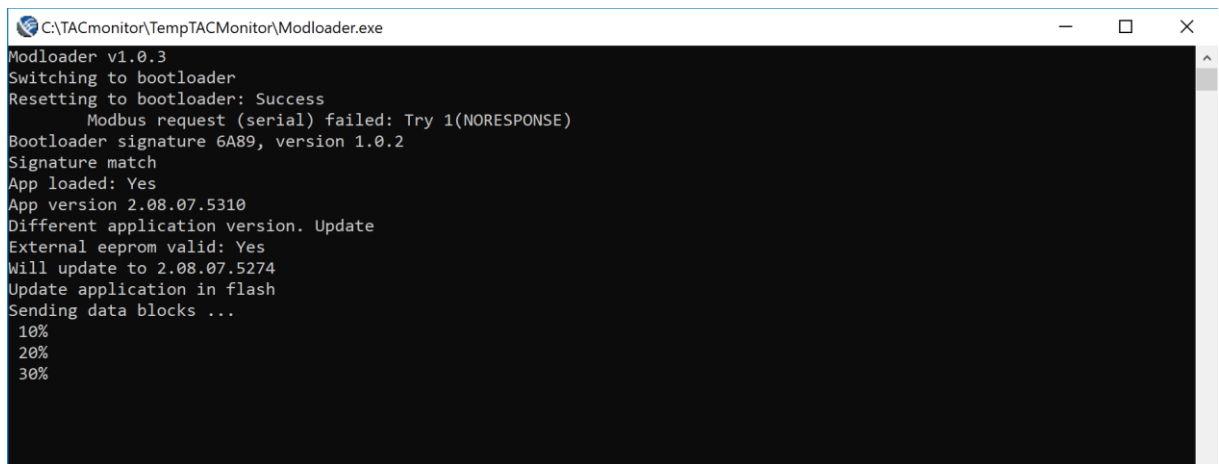 C:\TACmonitor\TempTACMonitor\Modloader.exe
Modloader v1.0.3
Switching to bootloader
Resetting to bootloader: Success
Modbus request (serial) failed: Try 1(NORESPONSE)
Bootloader signature 6A89, version 1.0.2
Signature match
App loaded: Yes
App version 2.08.07.5310
Different application version. Update
External eeprom valid: Yes
Will update to 2.08.07.5274
Update application in flash
Sending data blocks ...
10%
20%
30%